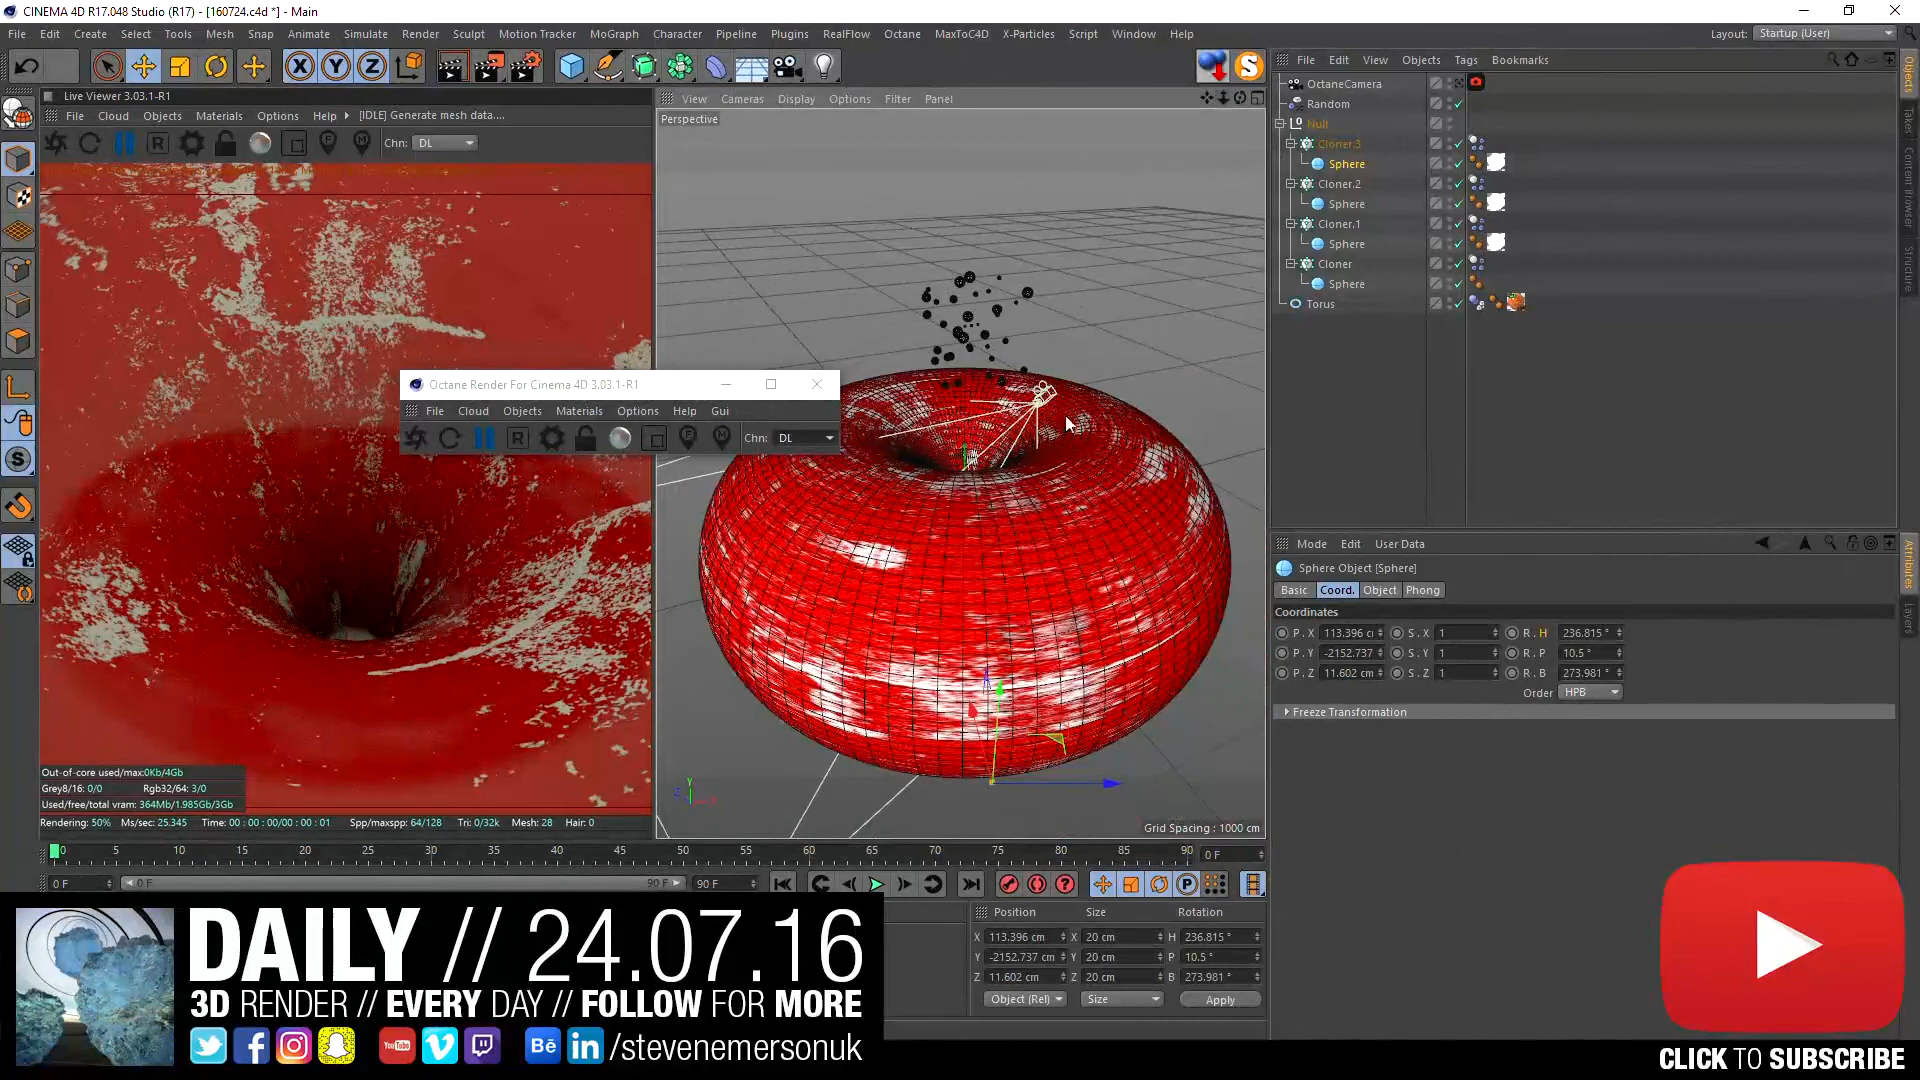 CINEMA 4D R17.048 Studio (R17) - [160724.c4d *] - Main
File Edit Create Select Tools Mesh Snap Animate Simulate Render Sculpt Motion Tracker MoGraph Character Pipeline Plugins RealFlow Octane MaxToC4D X-Particles Script Window Help
Layout: Startup (User)
X Y Z
S
Live Viewer 3.03.1-R1
File Cloud Objects Materials Options Help [IDLE] Generate mesh data....
R Chn: DL
View Cameras Display Options Filter Panel
Perspective
Octane Render For Cinema 4D 3.03.1-R1
File Cloud Objects Materials Options Help Gui
R Chn: DL
Out-of-core used/max:0Kb/4Gb
Grey8/16: 0/0 Rgb32/64: 3/0
Used/free/total vram: 364Mb/1.985Gb/3Gb
Rendering: 50% Ms/sec: 25.345 Time: 00 : 00 : 00/00 : 00 : 01 Spp/maxspp: 64/128 Tri: 0/32k Mesh: 28 Hair: 0
Grid Spacing : 1000 cm
File Edit View Objects Tags Bookmarks
OctaneCamera
Random
Null
Cloner.3
Sphere
Cloner.2
Sphere
Cloner.1
Sphere
Cloner
Sphere
Torus
Objects
Takes
Content Browser
Structure
Mode Edit User Data
Sphere Object [Sphere]
Basic Coord. Object Phong
Coordinates
P . X 113.396 c S . X 1 R . H 236.815 °
P . Y -2152.737 S . Y 1 R . P 10.5 °
P . Z 11.602 cm S . Z 1 R . B 273.981 °
Order HPB
Freeze Transformation
Attributes
Layers
0 5 10 15 20 25 30 35 40 45 50 55 60 65 70 75 80 85 90 0 F
0 F 0 F 90 F 90 F
Position Size Rotation
X 113.396 cm X 20 cm H 236.815 °
Y -2152.737 cm Y 20 cm P 10.5 °
Z 11.602 cm Z 20 cm B 273.981 °
Object (Rel) Size Apply
DAILY // 24.07.16
3D RENDER // EVERY DAY // FOLLOW FOR MORE
YouTube Bē in /stevenemersonuk
CLICK TO SUBSCRIBE